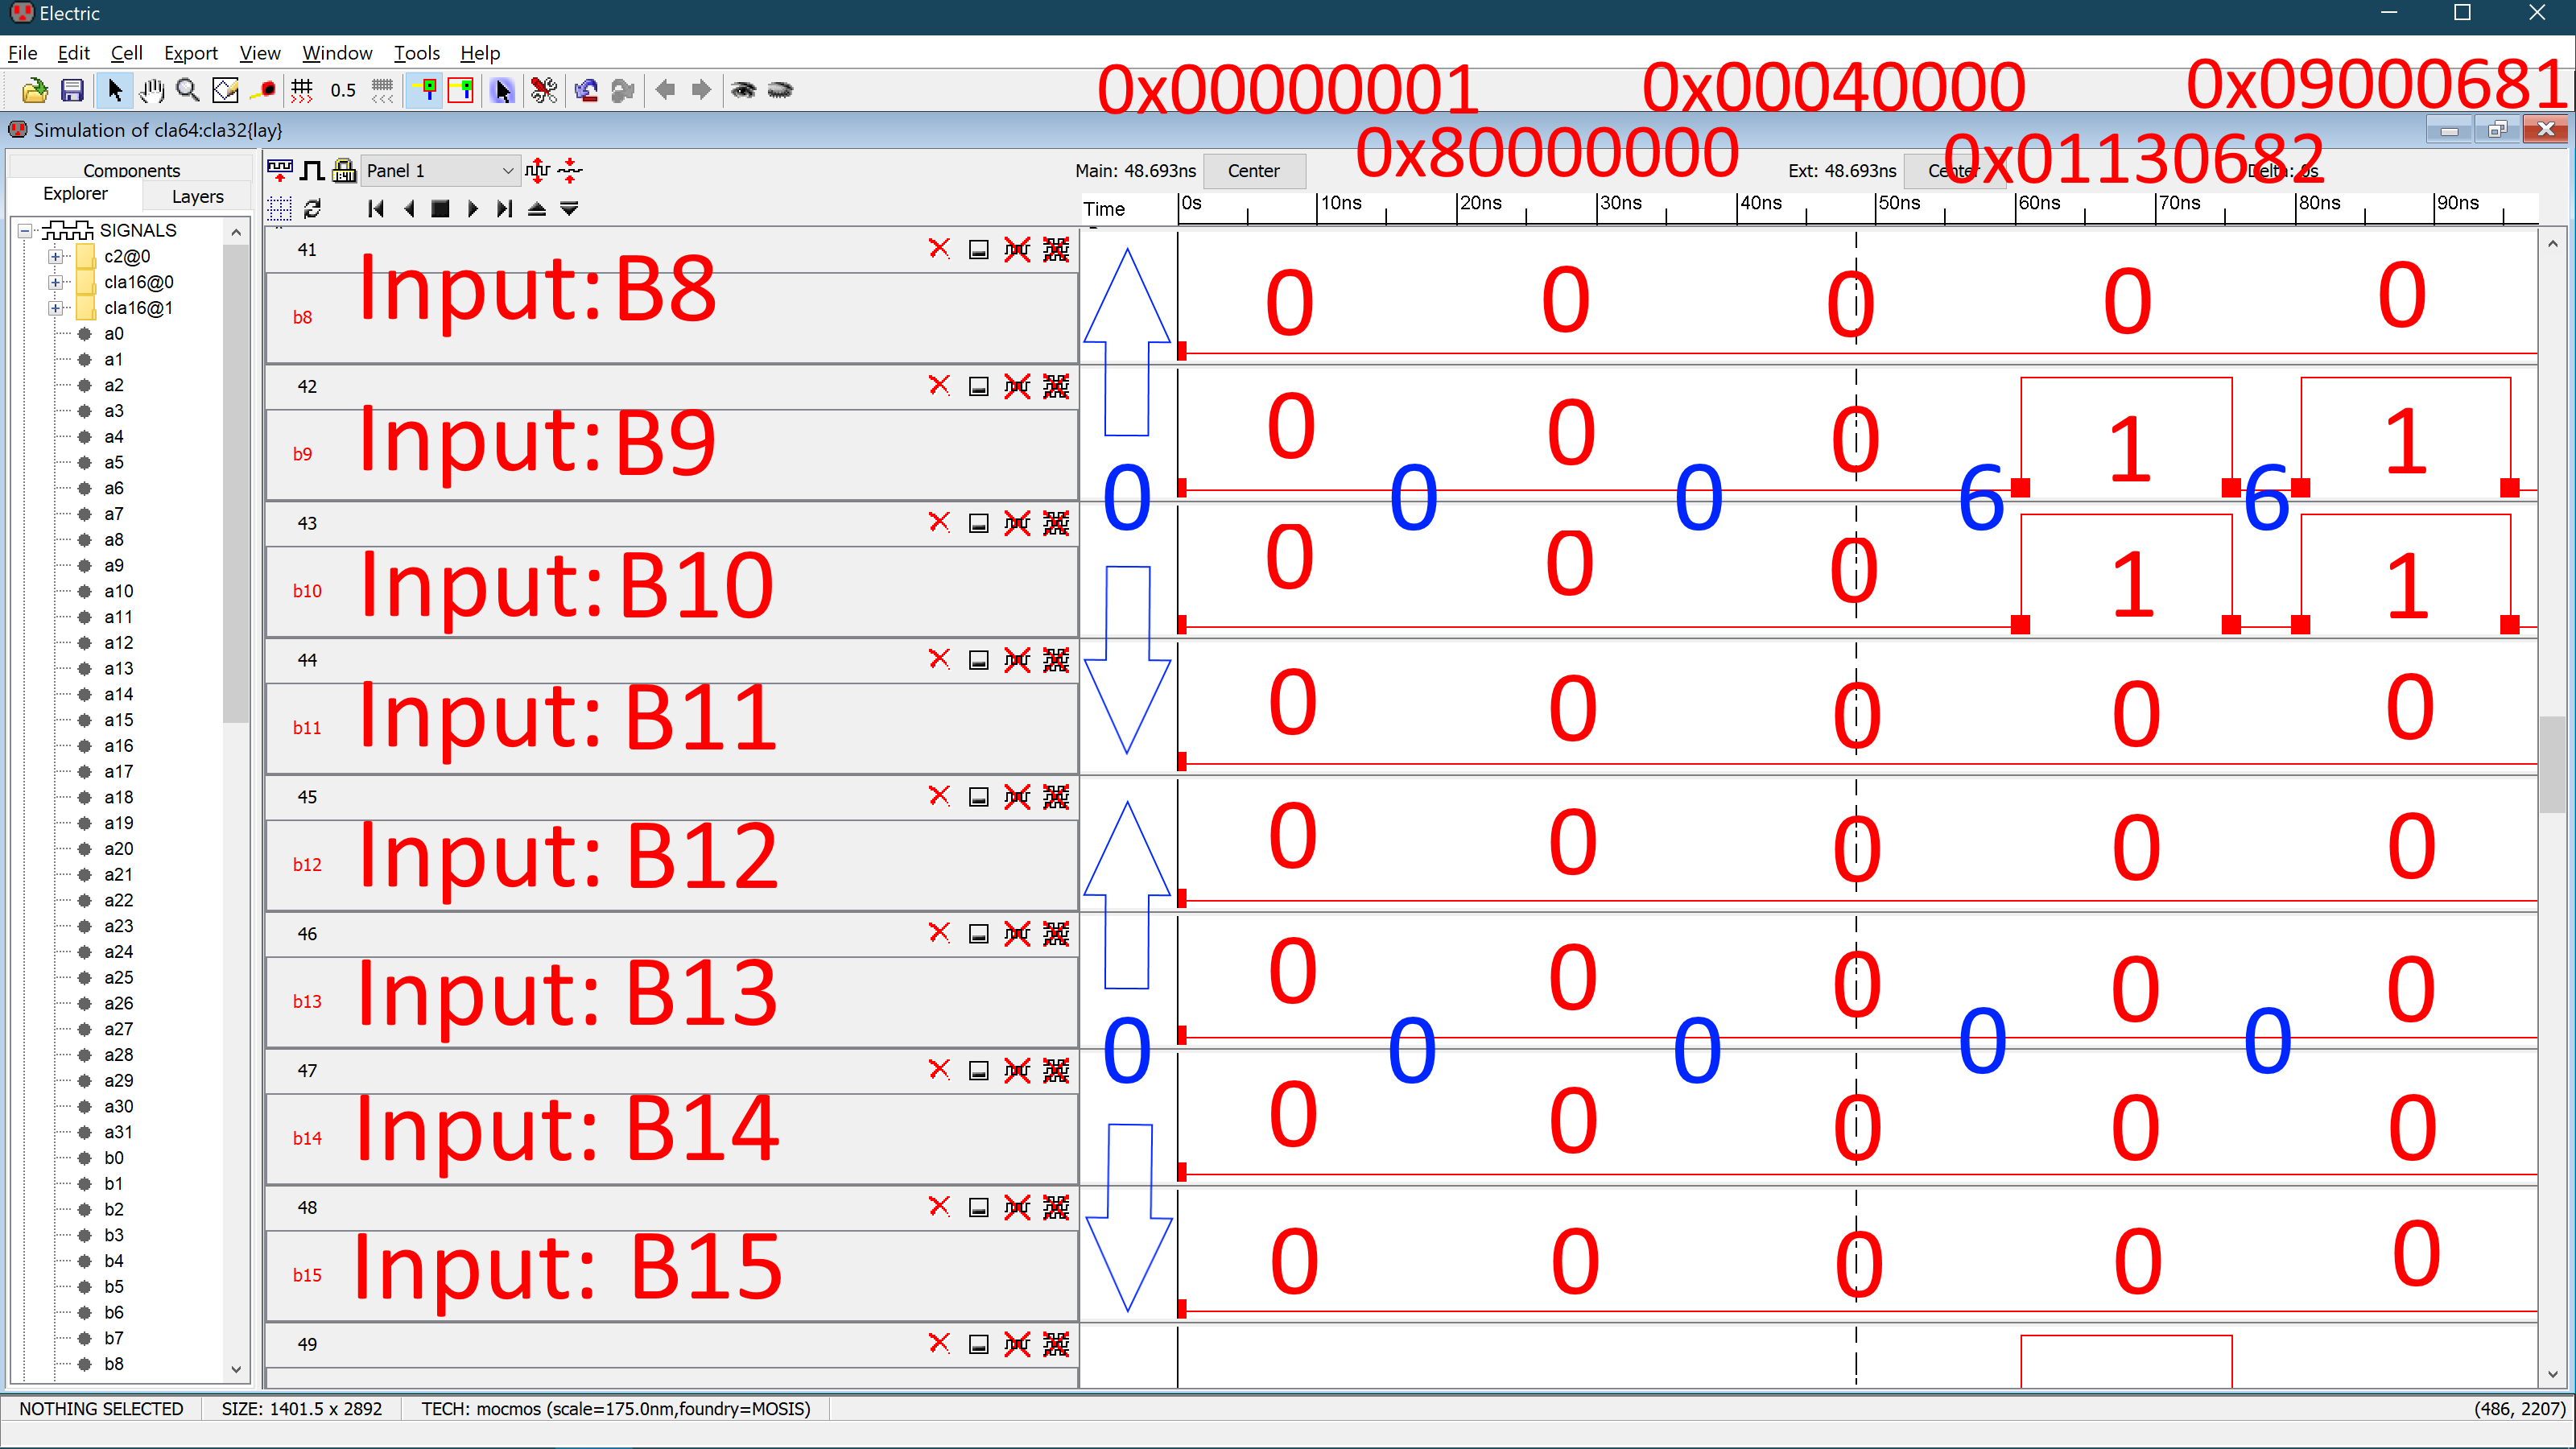 Electric
File Edit Cell Export View Window Tools Help
0.5
0x00000001 0x00040000 0x09000681
0x80000000 0x01130682
Simulation of cla64:cla32{lay}
Components
Explorer Layers
Panel 1
Main: 48.693ns Center Ext: 48.693ns Center Delta: 0s
Time 0s 10ns 20ns 30ns 40ns 50ns 60ns 70ns 80ns 90ns
SIGNALS
c2@0
cla16@0
cla16@1
a0
a1
a2
a3
a4
a5
a6
a7
a8
a9
a10
a11
a12
a13
a14
a15
a16
a17
a18
a19
a20
a21
a22
a23
a24
a25
a26
a27
a28
a29
a30
a31
b0
b1
b2
b3
b4
b5
b6
b7
b8
41
b8 Input: B8 0 0 0 0 0
42
b9 Input: B9 0 0 0 1 1
0 0 0 6 6
43
b10 Input: B10 0 0 0 1 1
44
b11 Input: B11 0 0 0 0 0
45
b12 Input: B12 0 0 0 0 0
46
b13 Input: B13 0 0 0 0 0
0 0 0 0 0
47
b14 Input: B14 0 0 0 0 0
48
b15 Input: B15 0 0 0 0 0
49
NOTHING SELECTED SIZE: 1401.5 x 2892 TECH: mocmos (scale=175.0nm,foundry=MOSIS) (486, 2207)